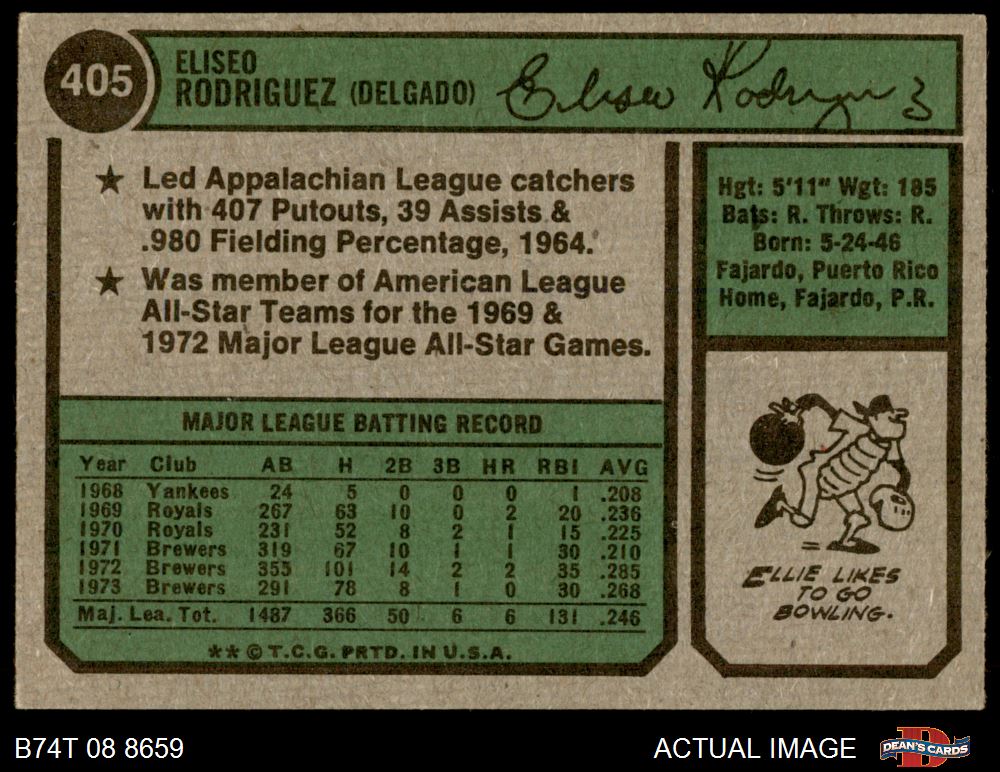 405
ELISEO
RODRIGUEZ (DELGADO)
Eliseo Rodriguez
★ Led Appalachian League catchers
with 407 Putouts, 39 Assists &
.980 Fielding Percentage, 1964.
★ Was member of American League
All-Star Teams for the 1969 &
1972 Major League All-Star Games.
Hgt: 5'11" Wgt: 185
Bats: R. Throws: R.
Born: 5-24-46
Fajardo, Puerto Rico
Home, Fajardo, P.R.
MAJOR LEAGUE BATTING RECORD
Year Club AB H 2B 3B HR RBI AVG
1968 Yankees 24 5 0 0 0 1 .208
1969 Royals 267 63 10 0 2 20 .236
1970 Royals 231 52 8 2 1 15 .225
1971 Brewers 319 67 10 1 1 30 .210
1972 Brewers 355 101 14 2 2 35 .285
1973 Brewers 291 78 8 1 0 30 .268
Maj. Lea. Tot. 1487 366 50 6 6 131 .246
** © T.C.G. PRTD. IN U.S.A.
ELLIE LIKES
TO GO
BOWLING.
B74T 08 8659
ACTUAL IMAGE
D
DEAN'S CARDS